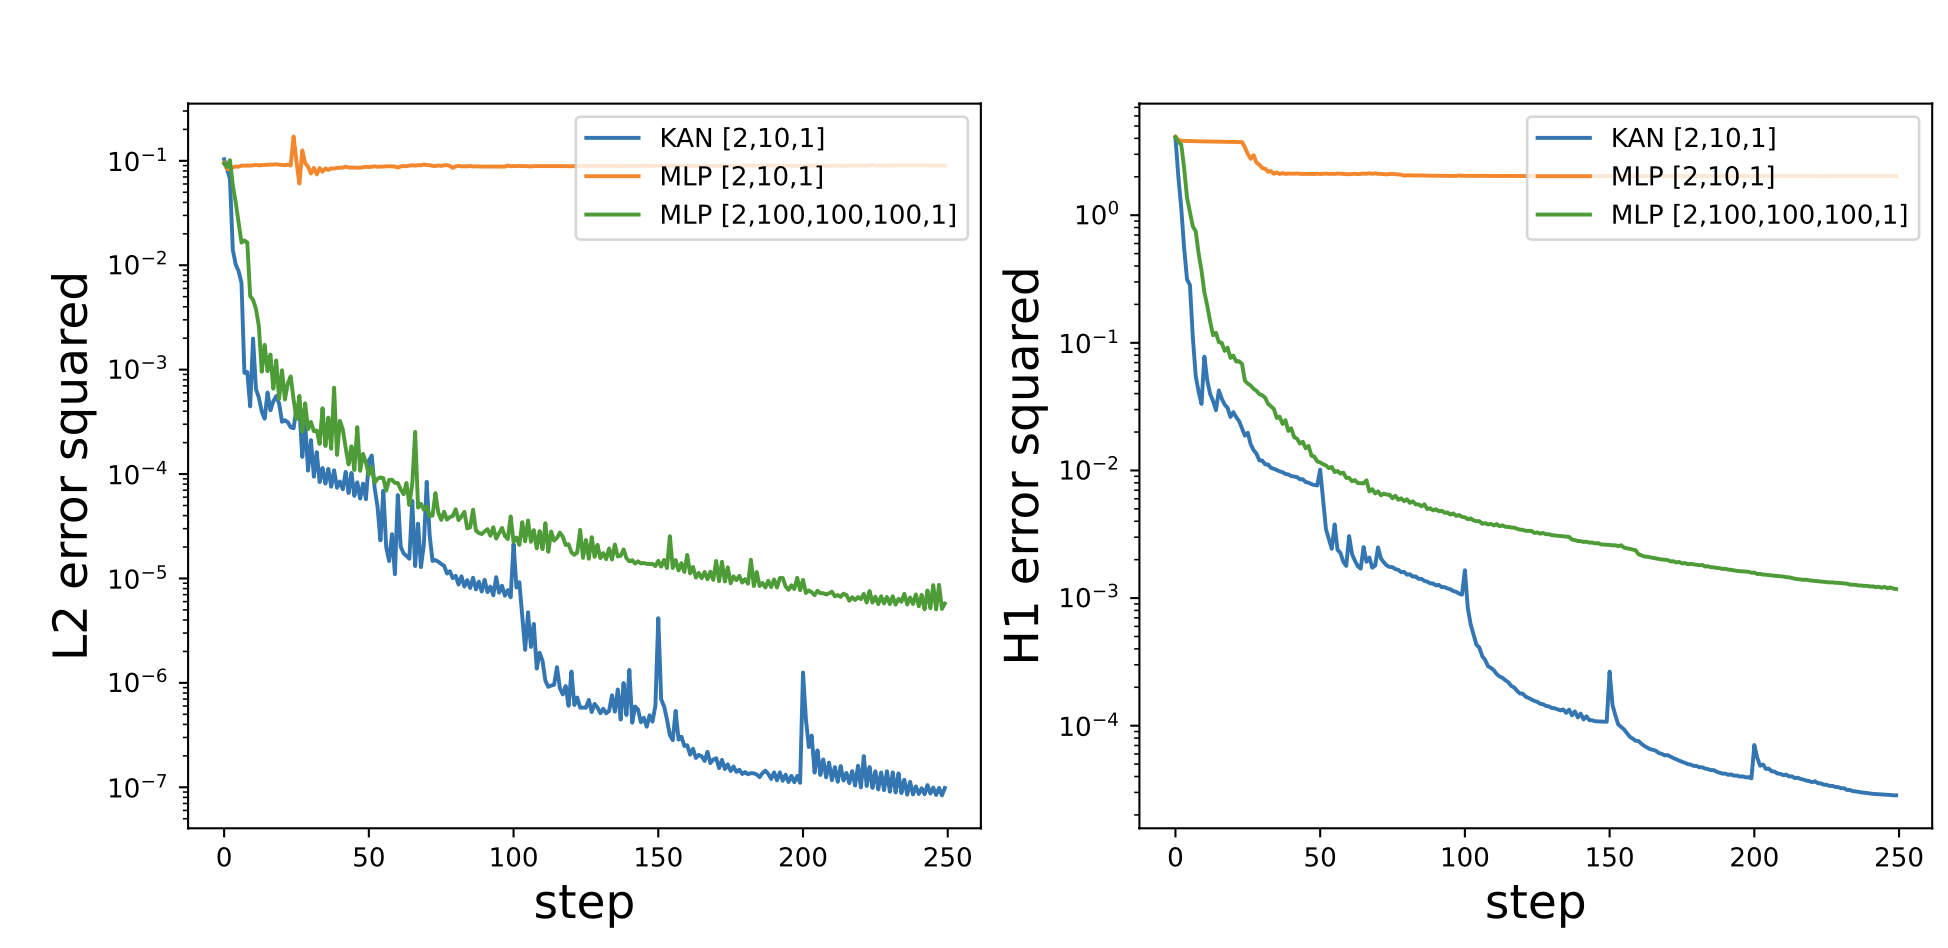 L2 error squared
10⁻¹
10⁻²
10⁻³
10⁻⁴
10⁻⁵
10⁻⁶
10⁻⁷
KAN [2,10,1]
MLP [2,10,1]
MLP [2,100,100,100,1]
0 50 100 150 200 250
step
H1 error squared
10⁰
10⁻¹
10⁻²
10⁻³
10⁻⁴
KAN [2,10,1]
MLP [2,10,1]
MLP [2,100,100,100,1]
0 50 100 150 200 250
step